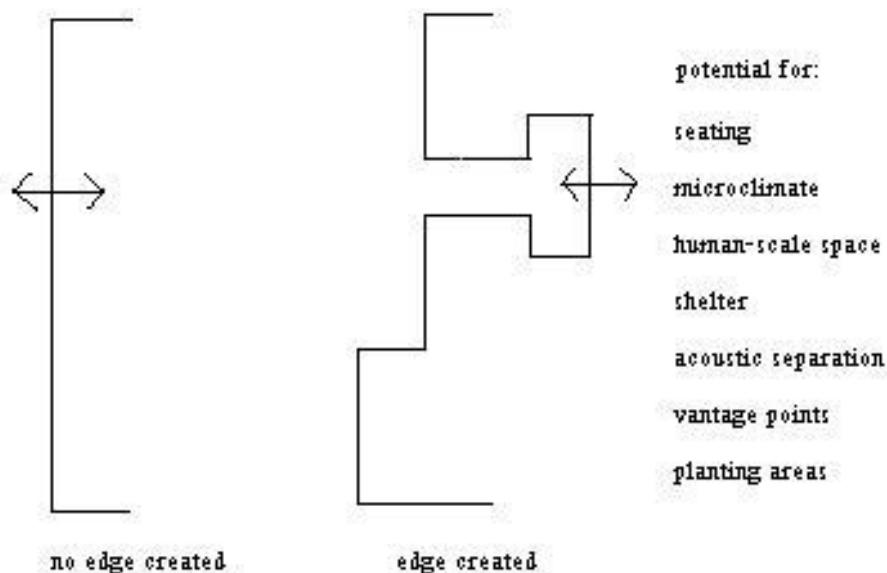 potential for:
seating
microclimate
human-scale space
shelter
acoustic separation
vantage points
planting areas
no edge created
edge created